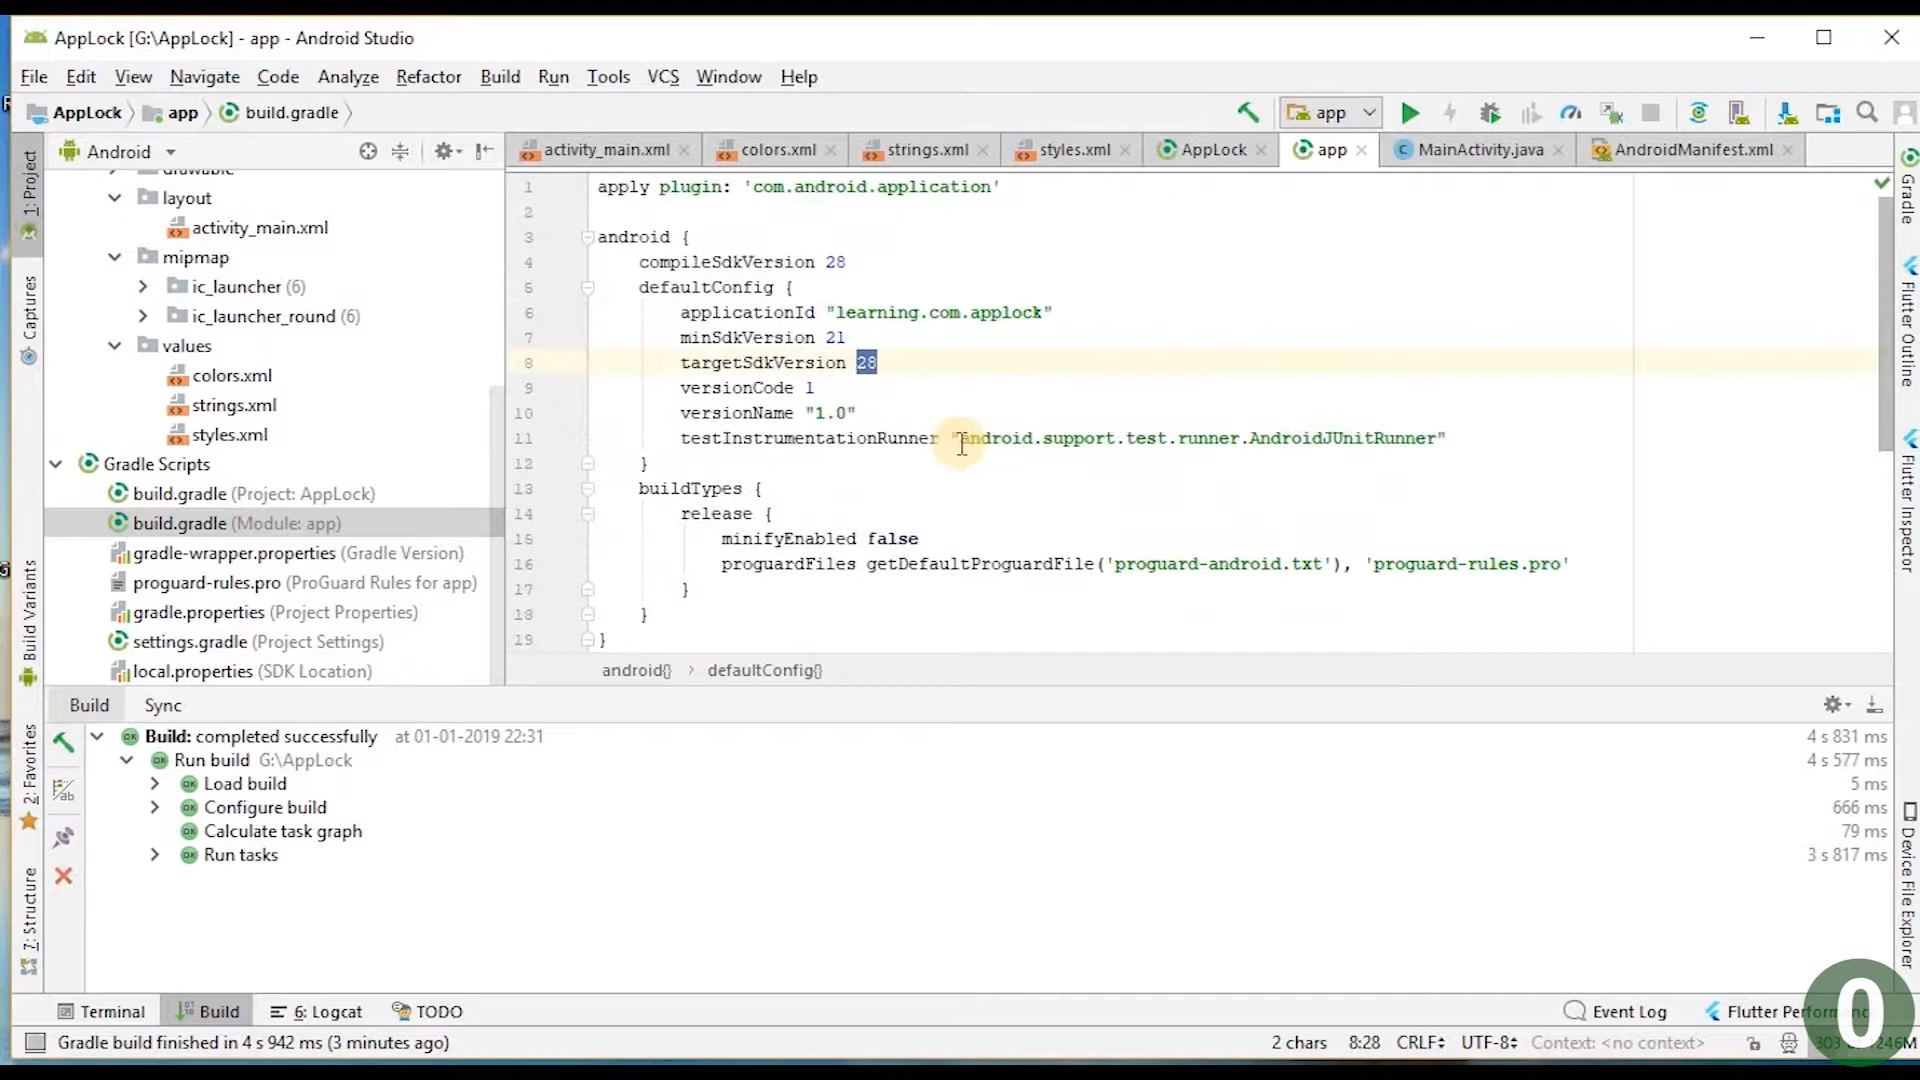 AppLock [G:\AppLock] - app - Android Studio
File Edit View Navigate Code Analyze Refactor Build Run Tools VCS Window Help
AppLock app build.gradle
app
Android
activity_main.xml colors.xml strings.xml styles.xml AppLock app MainActivity.java AndroidManifest.xml
1: Project
Captures
Build Variants
2: Favorites
7: Structure
drawable
layout
activity_main.xml
mipmap
ic_launcher (6)
ic_launcher_round (6)
values
colors.xml
strings.xml
styles.xml
Gradle Scripts
build.gradle (Project: AppLock)
build.gradle (Module: app)
gradle-wrapper.properties (Gradle Version)
proguard-rules.pro (ProGuard Rules for app)
gradle.properties (Project Properties)
settings.gradle (Project Settings)
local.properties (SDK Location)
1 apply plugin: 'com.android.application'
2
3 android {
4 compileSdkVersion 28
5 defaultConfig {
6 applicationId "learning.com.applock"
7 minSdkVersion 21
8 targetSdkVersion 28
9 versionCode 1
10 versionName "1.0"
11 testInstrumentationRunner "android.support.test.runner.AndroidJUnitRunner"
12 }
13 buildTypes {
14 release {
15 minifyEnabled false
16 proguardFiles getDefaultProguardFile('proguard-android.txt'), 'proguard-rules.pro'
17 }
18 }
19 }
android{} › defaultConfig{}
Gradle
Flutter Outline
Flutter Inspector
Device File Explorer
Build Sync
Build: completed successfully at 01-01-2019 22:31 4 s 831 ms
Run build G:\AppLock 4 s 577 ms
Load build 5 ms
Configure build 666 ms
Calculate task graph 79 ms
Run tasks 3 s 817 ms
Terminal Build 6: Logcat TODO Event Log Flutter Perform
Gradle build finished in 4 s 942 ms (3 minutes ago) 2 chars 8:28 CRLF UTF-8 Context: <no context>
0